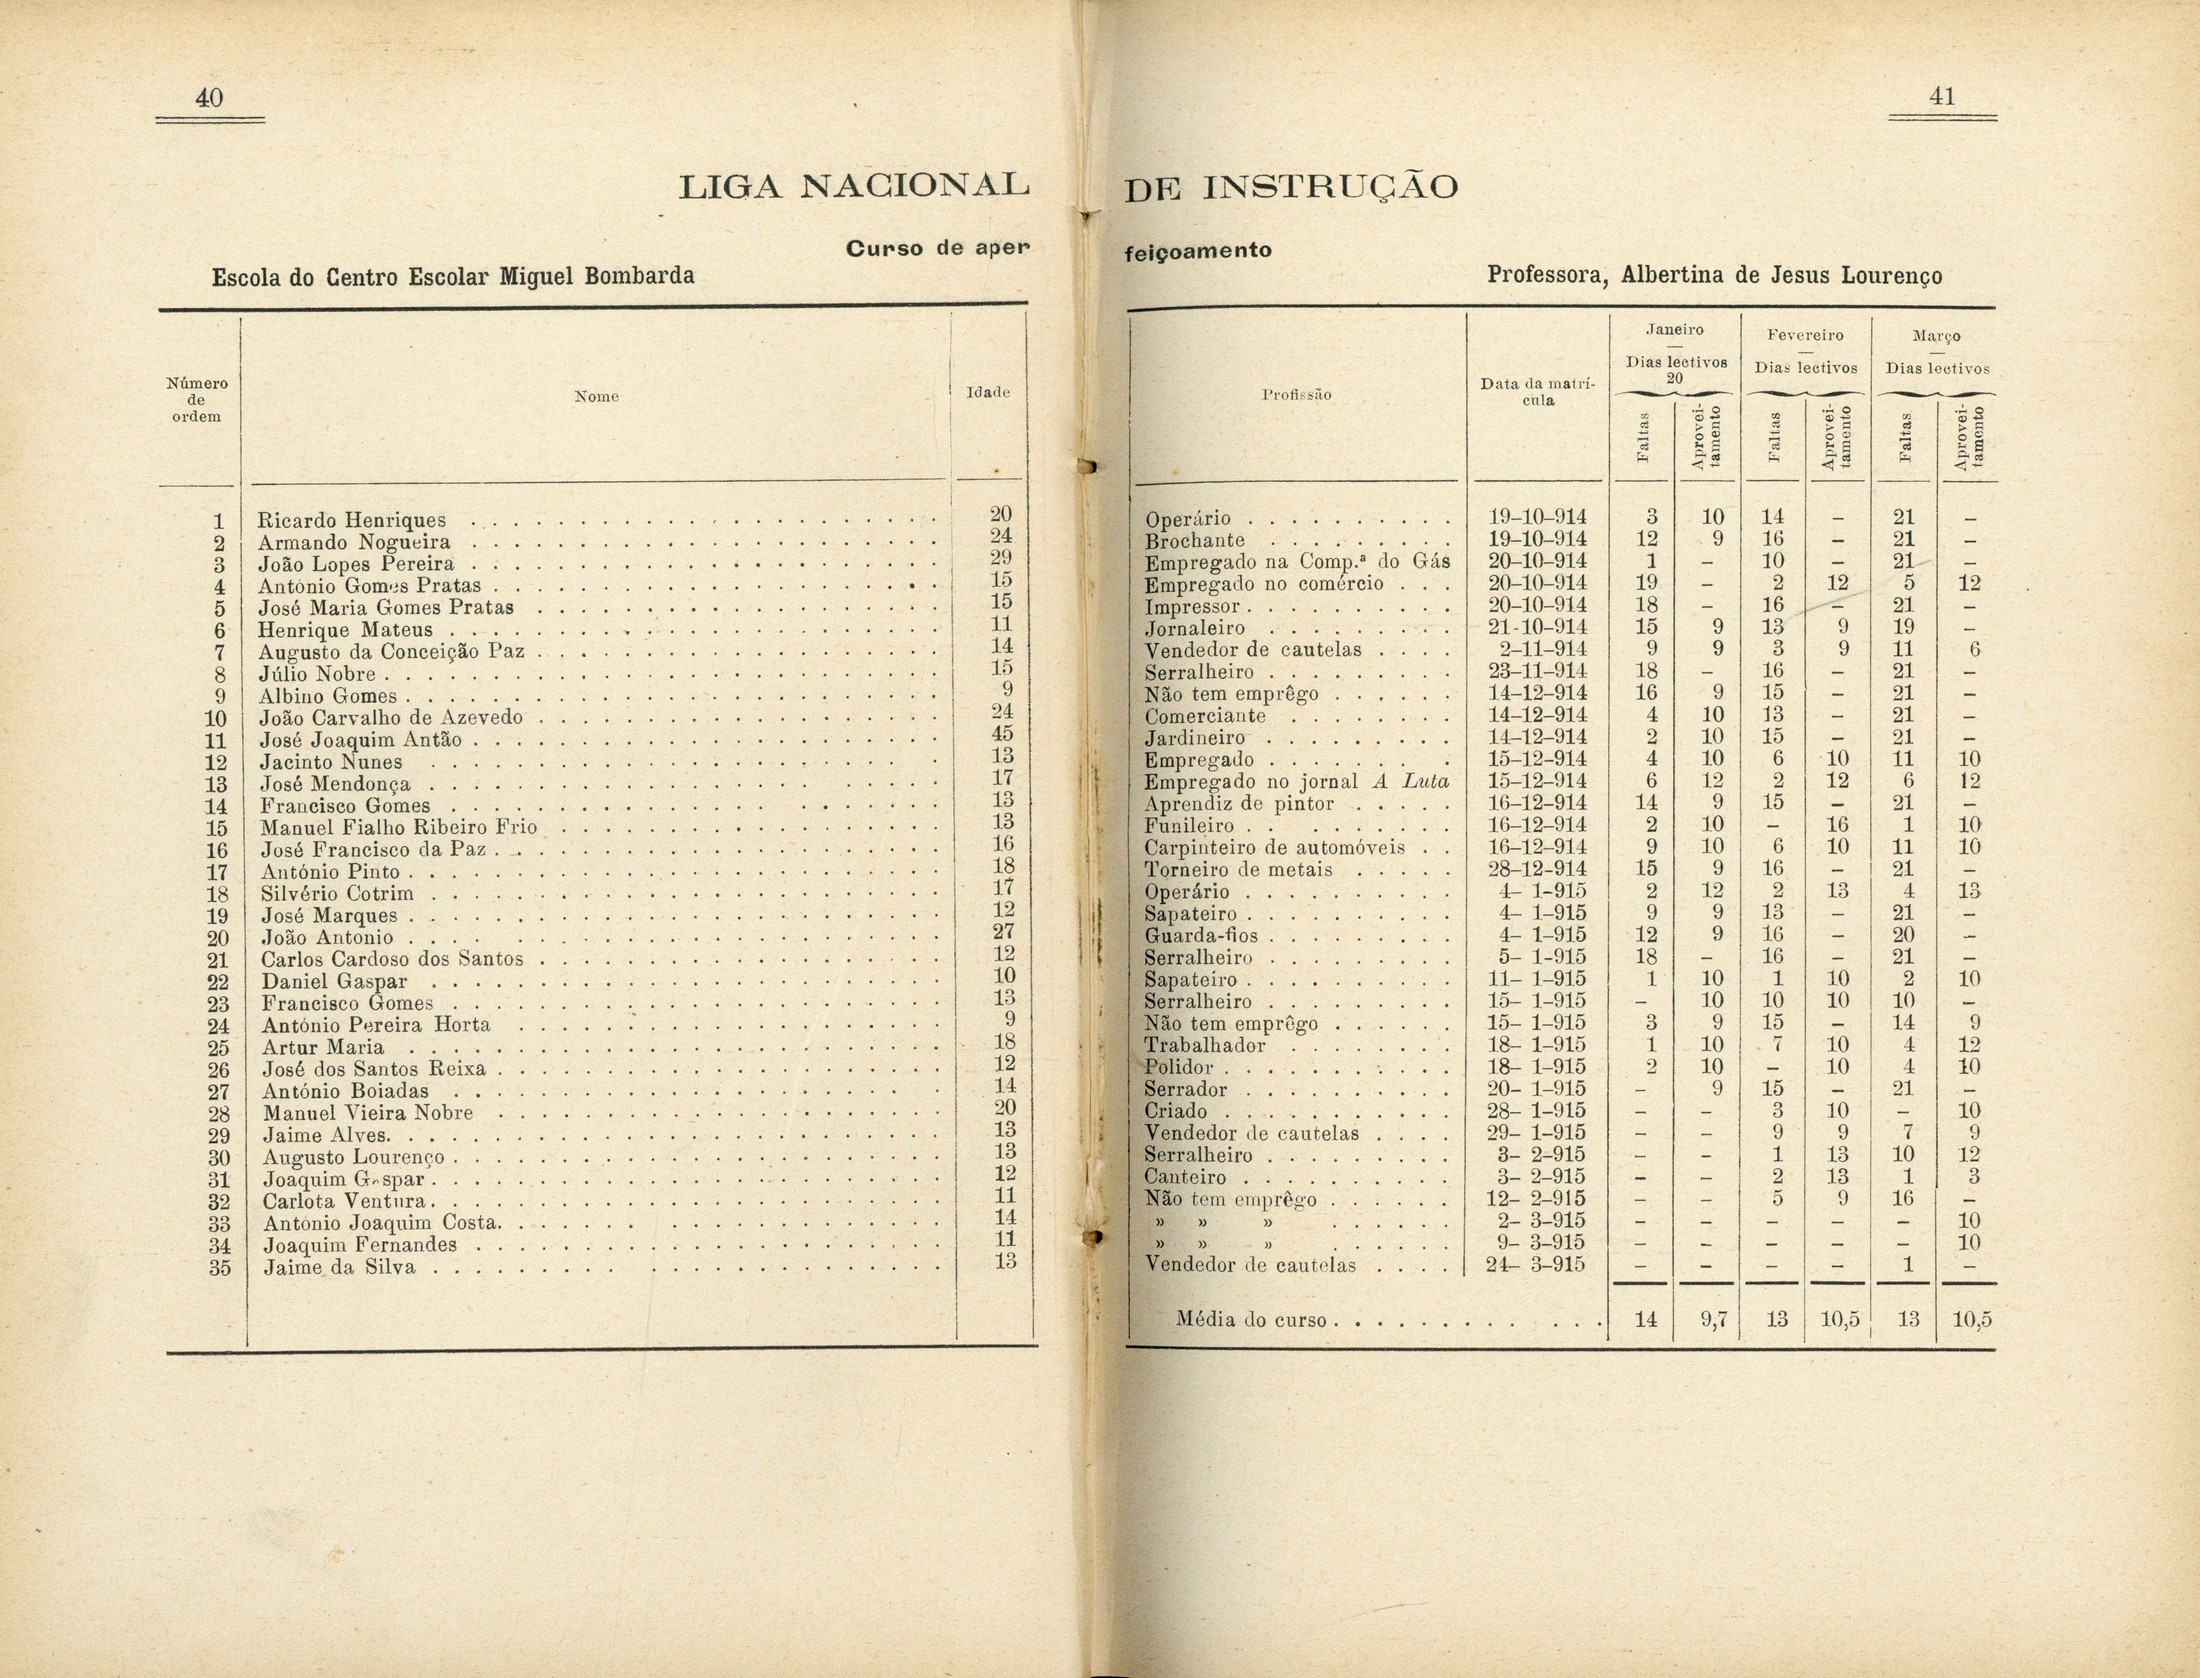 40
41
LIGA NACIONAL DE INSTRUÇÃO
Curso de aperfeiçoamento
Escola do Centro Escolar Miguel Bombarda
Professora, Albertina de Jesus Lourenço
Número de ordem Nome Idade Profissão Data da matrícula
Janeiro Fevereiro Março
Dias lectivos 20 Dias lectivos Dias lectivos
Faltas Aproveitamento Faltas Aproveitamento Faltas Aproveitamento
1 Ricardo Henriques 20 Operário 19-10-914 3 10 14 – 21 –
2 Armando Nogueira 24 Brochante 19-10-914 12 9 16 – 21 –
3 João Lopes Pereira 29 Empregado na Comp.ª do Gás 20-10-914 1 – 10 – 21 –
4 António Gomes Pratas 15 Empregado no comércio 20-10-914 19 – 2 12 5 12
5 José Maria Gomes Pratas 15 Impressor 20-10-914 18 – 16 – 21 –
6 Henrique Mateus 11 Jornaleiro 21-10-914 15 9 13 9 19 –
7 Augusto da Conceição Paz 14 Vendedor de cautelas 2-11-914 9 9 3 9 11 6
8 Júlio Nobre 15 Serralheiro 23-11-914 18 – 16 – 21 –
9 Albino Gomes 9 Não tem emprêgo 14-12-914 16 9 15 – 21 –
10 João Carvalho de Azevedo 24 Comerciante 14-12-914 4 10 13 – 21 –
11 José Joaquim Antão 45 Jardineiro 14-12-914 2 10 15 – 21 –
12 Jacinto Nunes 13 Empregado 15-12-914 4 10 6 10 11 10
13 José Mendonça 17 Empregado no jornal A Luta 15-12-914 6 12 2 12 6 12
14 Francisco Gomes 13 Aprendiz de pintor 16-12-914 14 9 15 – 21 –
15 Manuel Fialho Ribeiro Frio 13 Funileiro 16-12-914 2 10 – 16 1 10
16 José Francisco da Paz 16 Carpinteiro de automóveis 16-12-914 9 10 6 10 11 10
17 António Pinto 18 Torneiro de metais 28-12-914 15 9 16 – 21 –
18 Silvério Cotrim 17 Operário 4- 1-915 2 12 2 13 4 13
19 José Marques 12 Sapateiro 4- 1-915 9 9 13 – 21 –
20 João Antonio 27 Guarda-fios 4- 1-915 12 9 16 – 20 –
21 Carlos Cardoso dos Santos 12 Serralheiro 5- 1-915 18 – 16 – 21 –
22 Daniel Gaspar 10 Sapateiro 11- 1-915 1 10 1 10 2 10
23 Francisco Gomes 13 Serralheiro 15- 1-915 – 10 10 10 10 –
24 António Pereira Horta 9 Não tem emprêgo 15- 1-915 3 9 15 – 14 9
25 Artur Maria 18 Trabalhador 18- 1-915 1 10 7 10 4 12
26 José dos Santos Reixa 12 Polidor 18- 1-915 2 10 – 10 4 10
27 António Boiadas 14 Serrador 20- 1-915 – 9 15 – 21 –
28 Manuel Vieira Nobre 20 Criado 28- 1-915 – – 3 10 – 10
29 Jaime Alves 13 Vendedor de cautelas 29- 1-915 – – 9 9 7 9
30 Augusto Lourenço 13 Serralheiro 3- 2-915 – – 1 13 10 12
31 Joaquim Gaspar 12 Canteiro 3- 2-915 – – 2 13 1 3
32 Carlota Ventura 11 Não tem emprêgo 12- 2-915 – – 5 9 16 –
33 António Joaquim Costa 14 » » » 2- 3-915 – – – – – 10
34 Joaquim Fernandes 11 » » » 9- 3-915 – – – – – 10
35 Jaime da Silva 13 Vendedor de cautelas 24- 3-915 – – – – 1 –
Média do curso 14 9,7 13 10,5 13 10,5